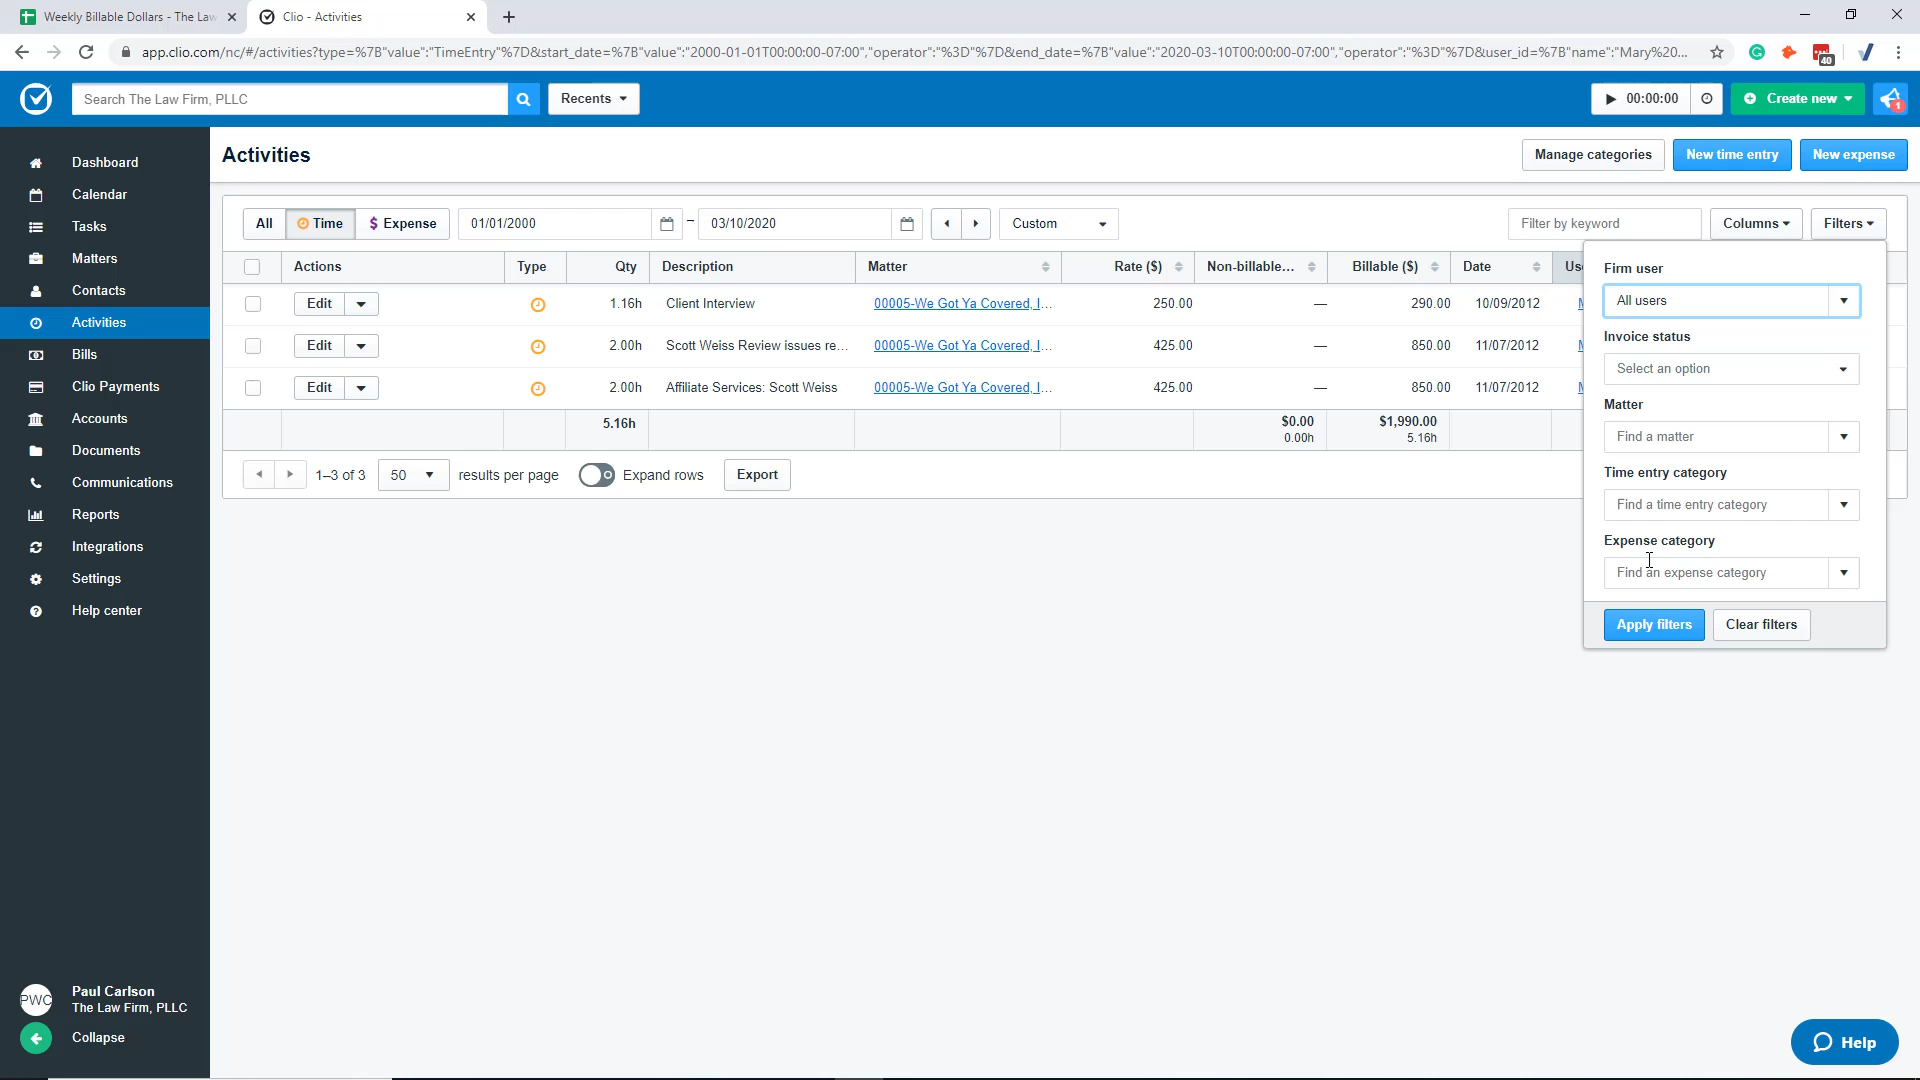 Weekly Billable Dollars - The Law
Clio - Activities
app.clio.com/nc/#/activities?type=%7B"value":"TimeEntry"%7D&start_date=%7B"value":"2000-01-01T00:00:00-07:00","operator":"%3D"%7D&end_date=%7B"value":"2020-03-10T00:00:00-07:00","operator":"%3D"%7D&user_id=%7B"name":"Mary%20...
40
Search The Law Firm, PLLC
Recents
00:00:00
Create new
1
Dashboard
Calendar
Tasks
Matters
Contacts
Activities
Bills
Clio Payments
Accounts
Documents
Communications
Reports
Integrations
Settings
Help center
PWC
Paul Carlson
The Law Firm, PLLC
Collapse
Activities
Manage categories
New time entry
New expense
All
Time
$ Expense
01/01/2000
–
03/10/2020
Custom
Filter by keyword
Columns
Filters
Actions Type Qty Description Matter Rate ($) Non-billable... Billable ($) Date Us
Edit 1.16h Client Interview 00005-We Got Ya Covered, I... 250.00 — 290.00 10/09/2012 M
Edit 2.00h Scott Weiss Review issues re... 00005-We Got Ya Covered, I... 425.00 — 850.00 11/07/2012 M
Edit 2.00h Affiliate Services: Scott Weiss 00005-We Got Ya Covered, I... 425.00 — 850.00 11/07/2012 M
5.16h $0.00 $1,990.00
0.00h 5.16h
1–3 of 3
50
results per page
Expand rows
Export
Firm user
All users
Invoice status
Select an option
Matter
Find a matter
Time entry category
Find a time entry category
Expense category
Find an expense category
Apply filters
Clear filters
Help